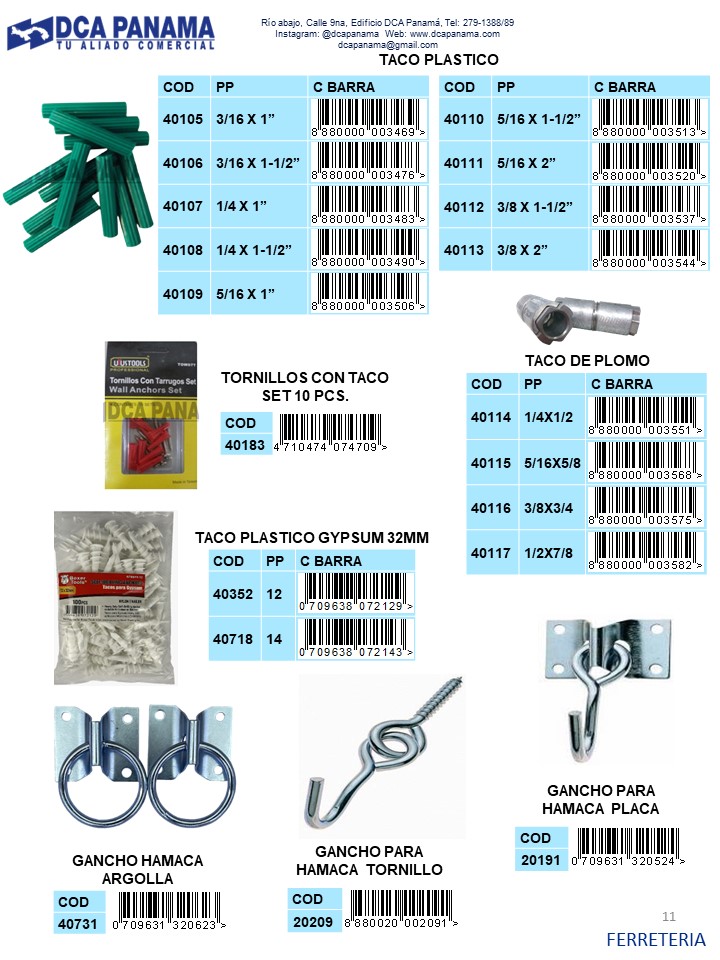 DCA PANAMA
TU ALIADO COMERCIAL
Río abajo, Calle 9na, Edificio DCA Panamá, Tel: 279-1388/89
Instagram: @dcapanama Web: www.dcapanama.com
dcapanama@gmail.com
TACO PLASTICO
COD PP C BARRA
40105 3/16 X 1” 8 880000 003469 >
40106 3/16 X 1-1/2” 8 880000 003476 >
40107 1/4 X 1” 8 880000 003483 >
40108 1/4 X 1-1/2” 8 880000 003490 >
40109 5/16 X 1” 8 880000 003506 >
COD PP C BARRA
40110 5/16 X 1-1/2” 8 880000 003513 >
40111 5/16 X 2” 8 880000 003520 >
40112 3/8 X 1-1/2” 8 880000 003537 >
40113 3/8 X 2” 8 880000 003544 >
TACO DE PLOMO
COD PP C BARRA
40114 1/4X1/2 8 880000 003551 >
40115 5/16X5/8 8 880000 003568 >
40116 3/8X3/4 8 880000 003575 >
40117 1/2X7/8 8 880000 003582 >
UYUSTOOLS
PROFESSIONAL
Tornillos Con Tarrugos Set
Wall Anchors Set
DCA PANA
TORNILLOS CON TACO
SET 10 PCS.
COD
40183 4 710474 074709 >
TACO PLASTICO GYPSUM 32MM
COD PP C BARRA
40352 12 0 709638 072129 >
40718 14 0 709638 072143 >
100PCS
GANCHO HAMACA
ARGOLLA
COD
40731 0 709631 320623 >
GANCHO PARA
HAMACA TORNILLO
COD
20209 8 880020 002091 >
GANCHO PARA
HAMACA PLACA
COD
20191 0 709631 320524 >
11
FERRETERIA